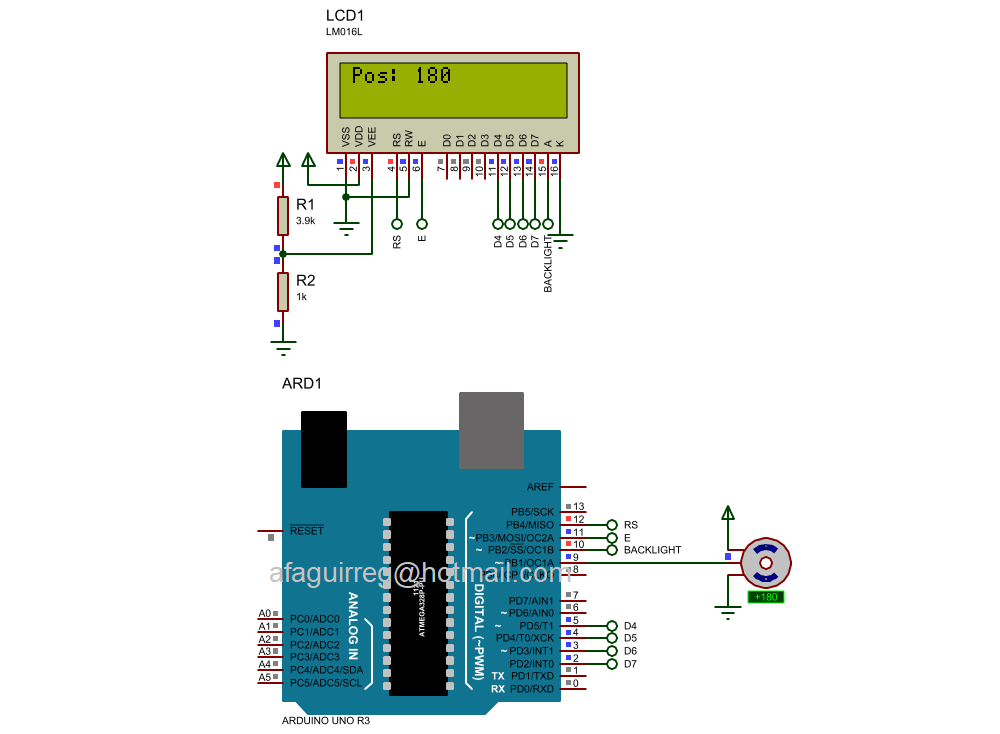 LCD1
LM016L
Pos: 180
VSS VDD VEE RS RW E D0 D1 D2 D3 D4 D5 D6 D7 A K
1 2 3 4 5 6 7 8 9 10 11 12 13 14 15 16
R1
3.9k
RS E D4 D5 D6 D7 BACKLIGHT
R2
1k
ARD1
AREF
PB5/SCK 13
PB4/MISO 12 RS
RESET
~PB3/MOSI/OC2A 11 E
~ PB2/SS/OC1B 10 BACKLIGHT
~PB1/OC1A 9
8
afaguirreg@hotmail.com
+180
1121
ATMEGA328P-PU
ANALOG IN
DIGITAL (~PWM)
PD7/AIN1 7
~ PD6/AIN0 6
~ PD5/T1 5 D4
PD4/T0/XCK 4 D5
~ PD3/INT1 3 D6
PD2/INT0 2 D7
TX PD1/TXD 1
RX PD0/RXD 0
A0 PC0/ADC0
A1 PC1/ADC1
A2 PC2/ADC2
A3 PC3/ADC3
A4 PC4/ADC4/SDA
A5 PC5/ADC5/SCL
ARDUINO UNO R3